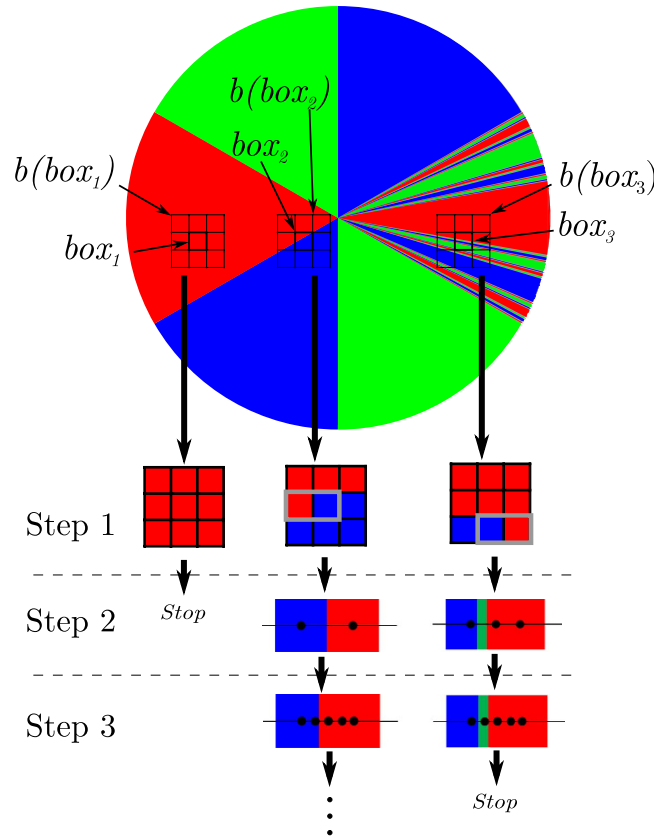 b(box₂)
box₂
b(box₁)
b(box₃)
box₁
box₃
Step 1
Stop
Step 2
Step 3
Stop